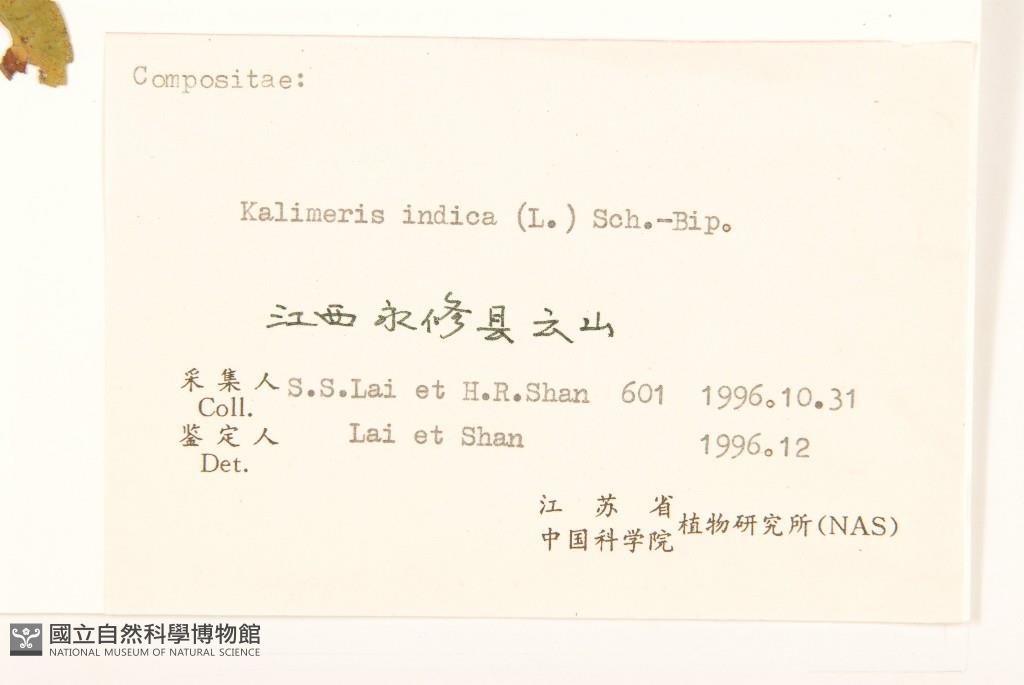 Compositae:
Kalimeris indica (L.) Sch.-Bip.
江西永修县云山
采集人 S.S.Lai et H.R.Shan 601 1996.10.31
Coll.
鉴定人 Lai et Shan 1996.12
Det.
江苏省
中国科学院 植物研究所(NAS)
國立自然科學博物館
NATIONAL MUSEUM OF NATURAL SCIENCE